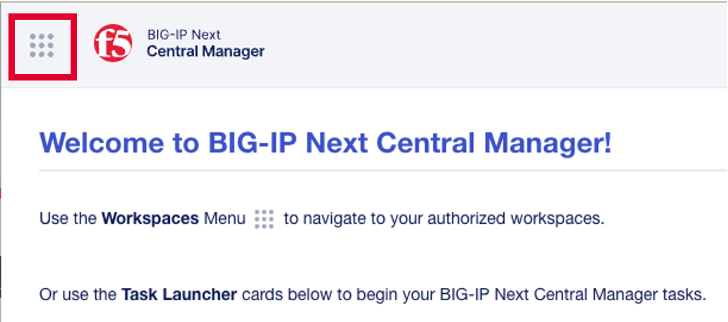 f5
BIG-IP Next
Central Manager
Welcome to BIG-IP Next Central Manager!
Use the Workspaces Menu to navigate to your authorized workspaces.
Or use the Task Launcher cards below to begin your BIG-IP Next Central Manager tasks.